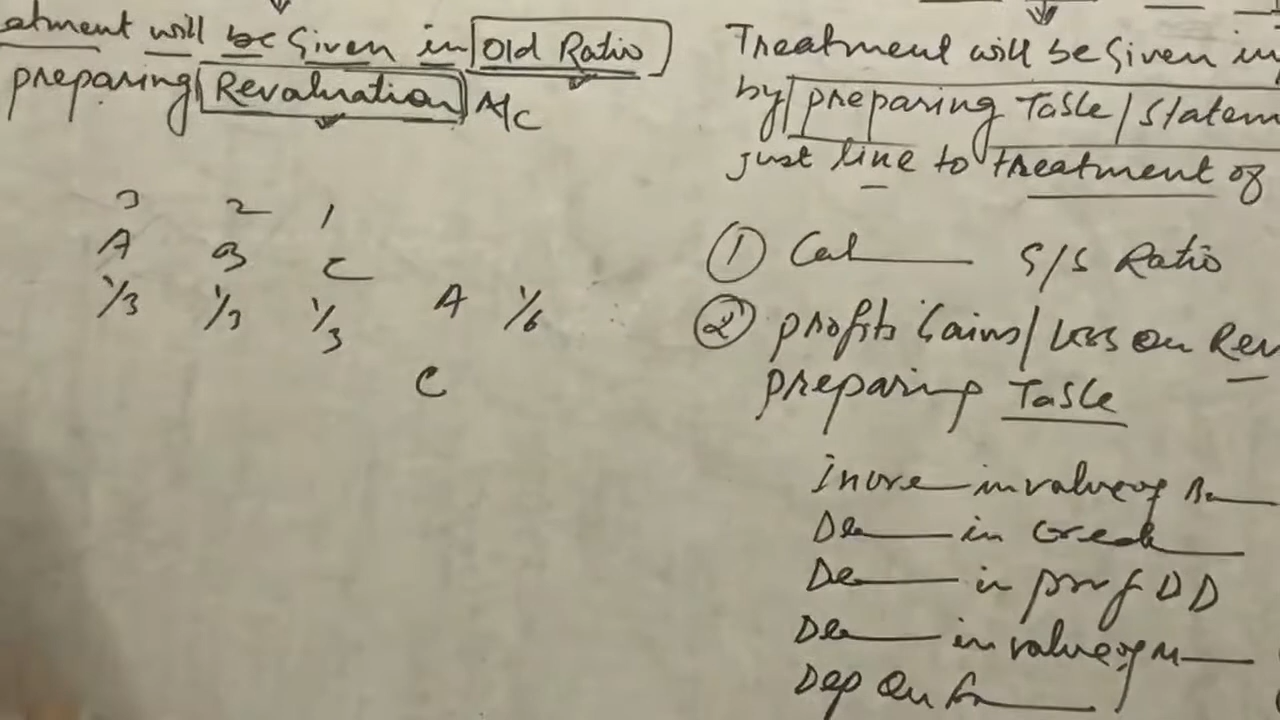 atment will be Given in Old Ratio
preparing Revaluation A/c
3 2 1
A B C
1/3 1/3 1/3 A 1/6
C
Treatment will be Given in
by preparing Table/Statem
just line to treatment of
① Cal——— S/S Ratio
② profits Gains/Loss on Rev
preparing Table
Incre—— in value of
De—— in Cred——
De—— in prov f DD
De—— in value of M——
Dep on